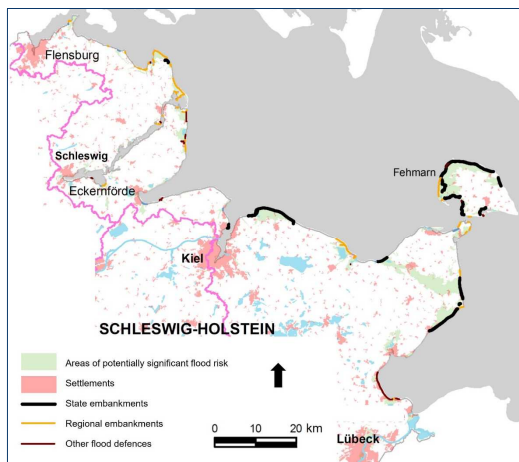 Flensburg
Schleswig
Eckernförde
Fehmarn
Kiel
SCHLESWIG-HOLSTEIN
Areas of potentially significant flood risk
Settlements
State embankments
Regional embankments
Other flood defences
0 10 20 km
Lübeck